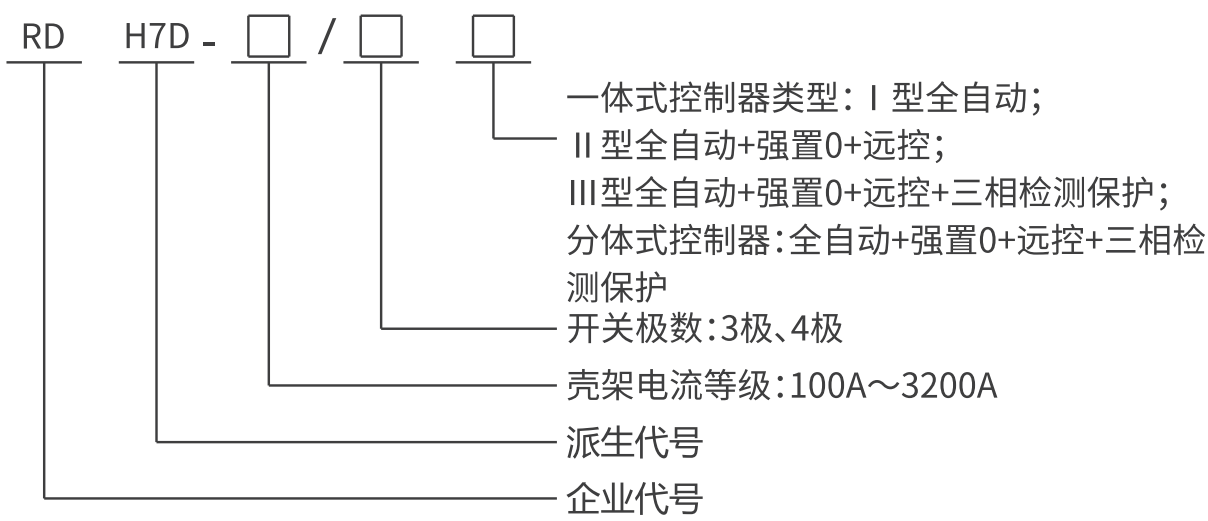 RD H7D-□/□ □
一体式控制器类型：Ⅰ型全自动；
Ⅱ型全自动+强置0+远控；
Ⅲ型全自动+强置0+远控+三相检测保护；
分体式控制器：全自动+强置0+远控+三相检
测保护
开关极数：3极、4极
壳架电流等级：100A～3200A
派生代号
企业代号